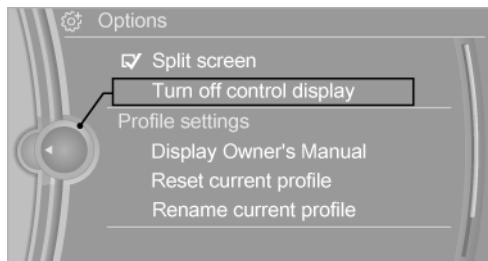 Options
Split screen
Turn off control display
Profile settings
Display Owner's Manual
Reset current profile
Rename current profile